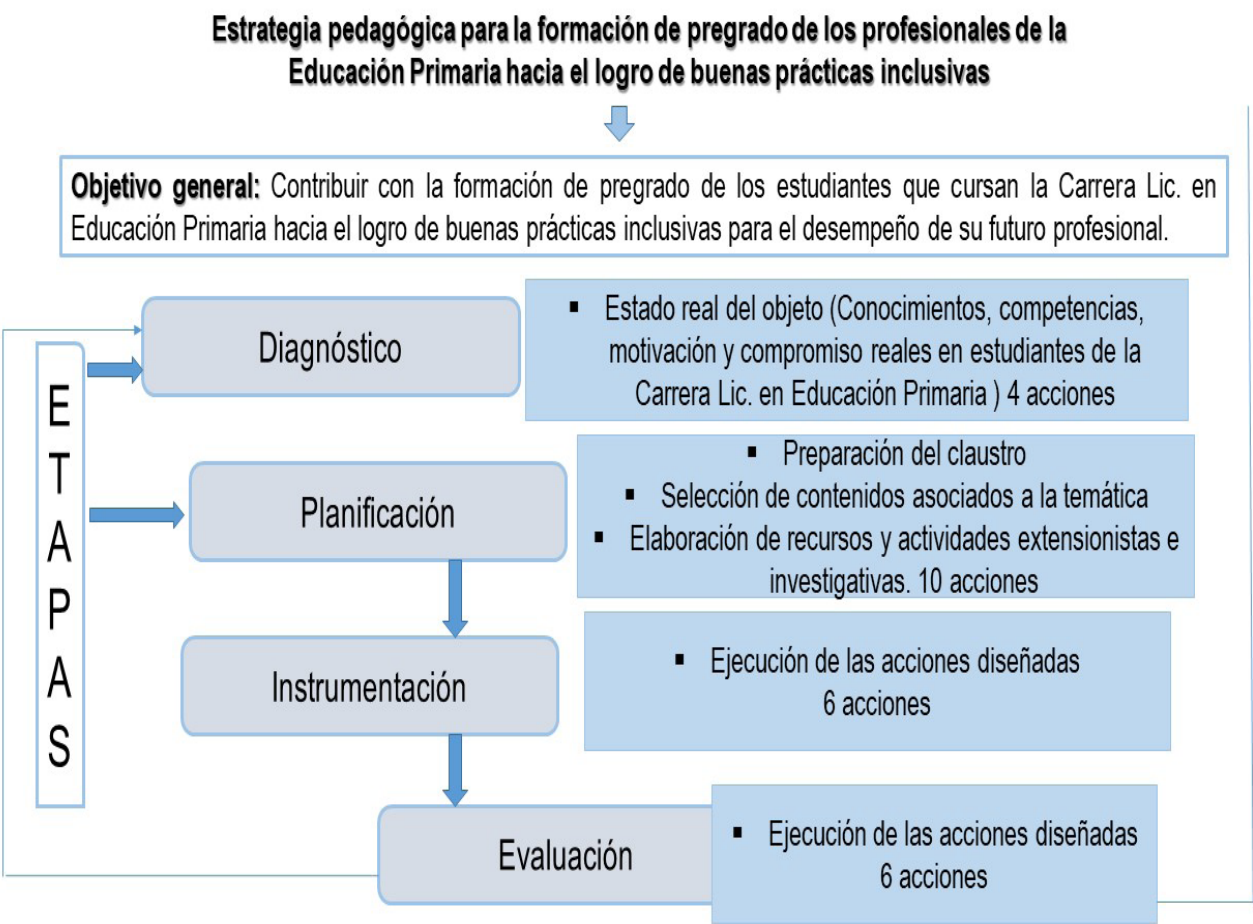 Estrategia pedagógica para la formación de pregrado de los profesionales de la
Educación Primaria hacia el logro de buenas prácticas inclusivas
Objetivo general: Contribuir con la formación de pregrado de los estudiantes que cursan la Carrera Lic. en
Educación Primaria hacia el logro de buenas prácticas inclusivas para el desempeño de su futuro profesional.
ETAPAS
Diagnóstico
▪ Estado real del objeto (Conocimientos, competencias,
motivación y compromiso reales en estudiantes de la
Carrera Lic. en Educación Primaria ) 4 acciones
Planificación
▪ Preparación del claustro
▪ Selección de contenidos asociados a la temática
▪ Elaboración de recursos y actividades extensionistas e
investigativas. 10 acciones
Instrumentación
▪ Ejecución de las acciones diseñadas
6 acciones
Evaluación
▪ Ejecución de las acciones diseñadas
6 acciones